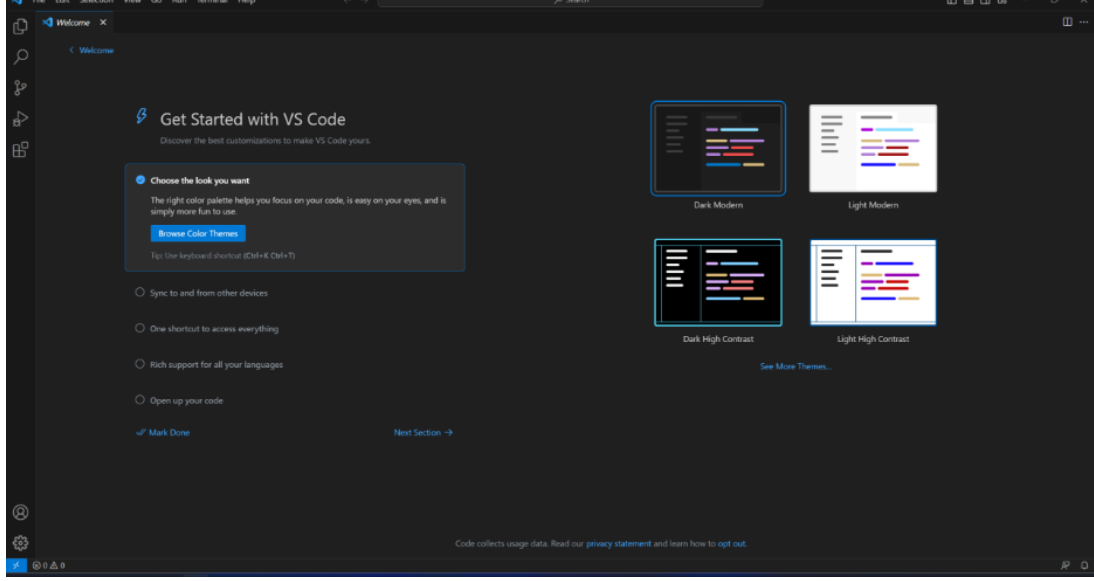 File Edit Selection View Go Run Terminal Help
Search
Welcome
Welcome
Get Started with VS Code
Discover the best customizations to make VS Code yours.
Choose the look you want
The right color palette helps you focus on your code, is easy on your eyes, and is
simply more fun to use.
Browse Color Themes
Tip: Use keyboard shortcut (Ctrl+K Ctrl+T)
Sync to and from other devices
One shortcut to access everything
Rich support for all your languages
Open up your code
Mark Done
Next Section
Dark Modern
Light Modern
Dark High Contrast
Light High Contrast
See More Themes...
Code collects usage data. Read our privacy statement and learn how to opt out.
0 0